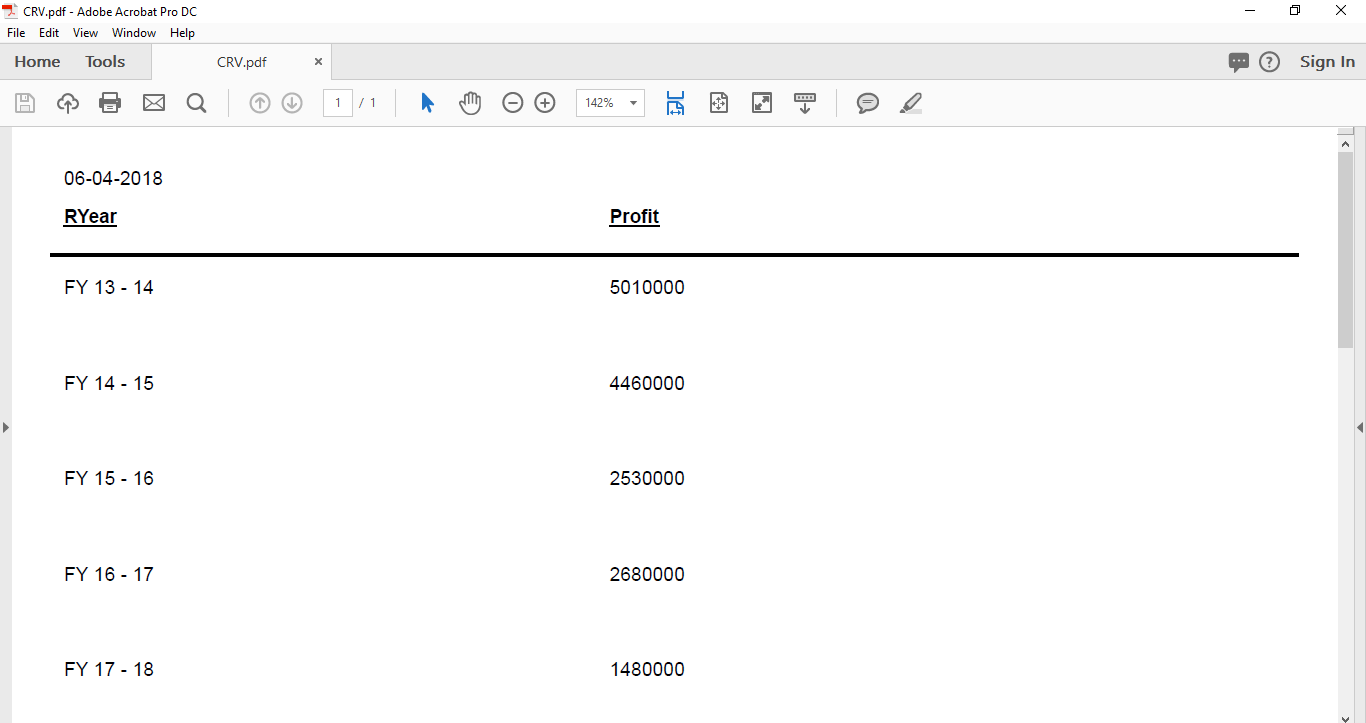 CRV.pdf - Adobe Acrobat Pro DC
File Edit View Window Help
Home Tools CRV.pdf × Sign In
1 / 1 142%
06-04-2018
RYear Profit
FY 13 - 14 5010000
FY 14 - 15 4460000
FY 15 - 16 2530000
FY 16 - 17 2680000
FY 17 - 18 1480000